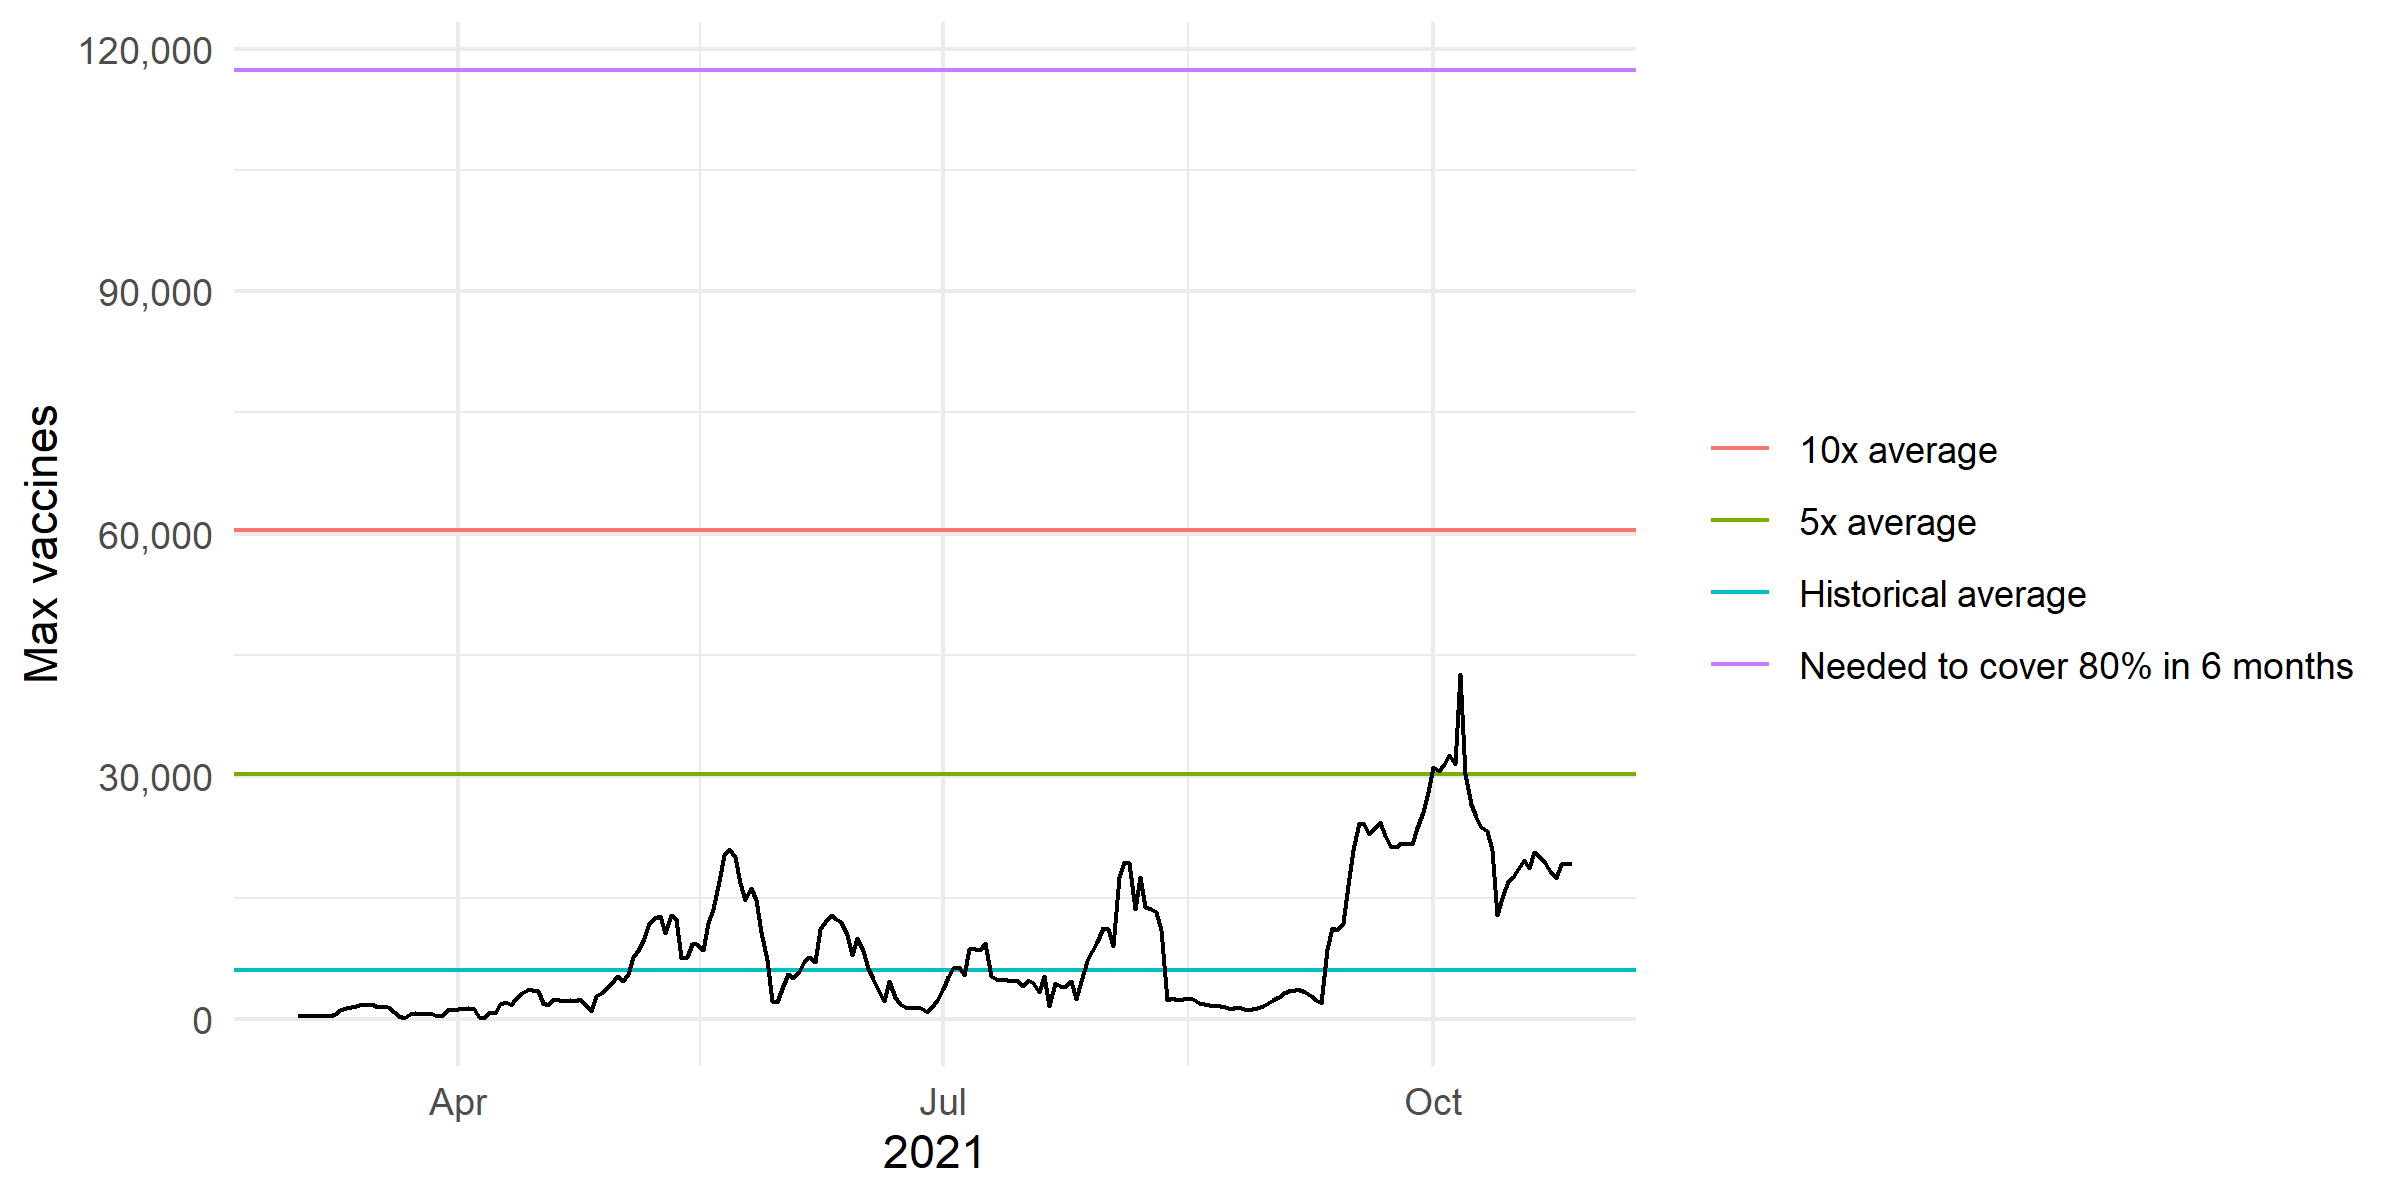 120,000
90,000
60,000
30,000
0
Max vaccines
Apr
Jul
Oct
2021
10x average
5x average
Historical average
Needed to cover 80% in 6 months